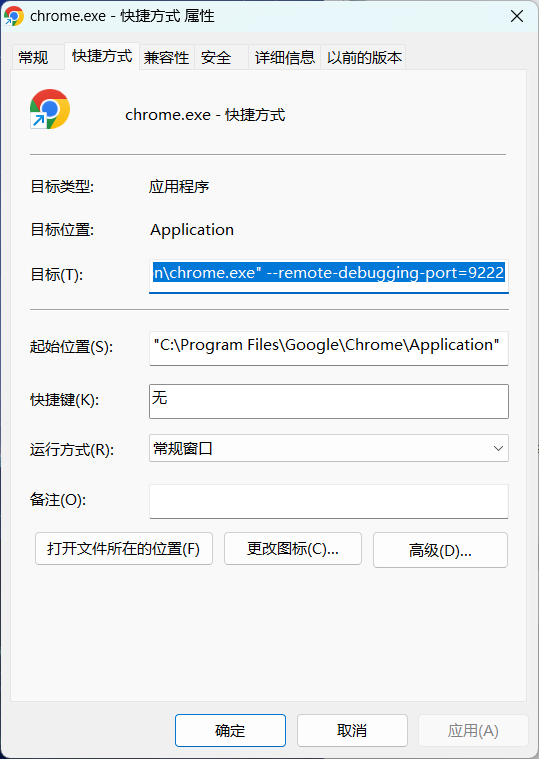 chrome.exe - 快捷方式 属性
常规 快捷方式 兼容性 安全 详细信息 以前的版本
chrome.exe - 快捷方式
目标类型: 应用程序
目标位置: Application
目标(T): n\chrome.exe" --remote-debugging-port=9222
起始位置(S): "C:\Program Files\Google\Chrome\Application"
快捷键(K): 无
运行方式(R): 常规窗口
备注(O):
打开文件所在的位置(F) 更改图标(C)... 高级(D)...
确定 取消 应用(A)